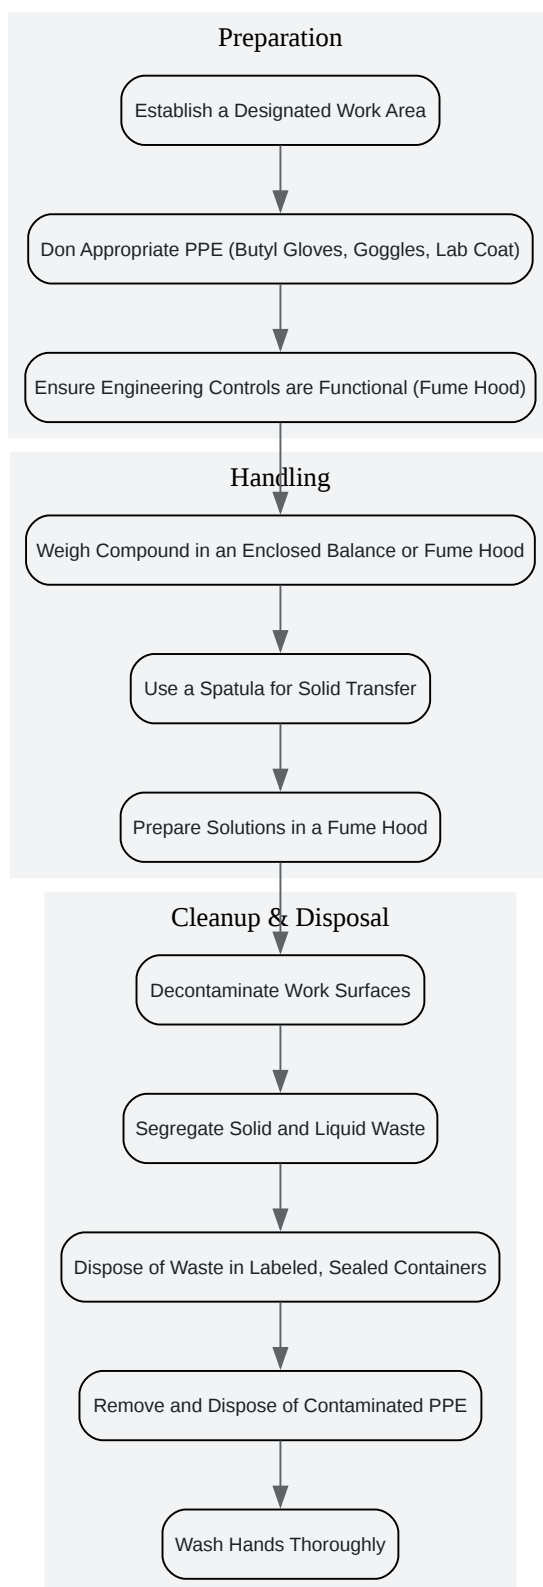 Preparation
Establish a Designated Work Area
Don Appropriate PPE (Butyl Gloves, Goggles, Lab Coat)
Ensure Engineering Controls are Functional (Fume Hood)
Handling
Weigh Compound in an Enclosed Balance or Fume Hood
Use a Spatula for Solid Transfer
Prepare Solutions in a Fume Hood
Cleanup & Disposal
Decontaminate Work Surfaces
Segregate Solid and Liquid Waste
Dispose of Waste in Labeled, Sealed Containers
Remove and Dispose of Contaminated PPE
Wash Hands Thoroughly